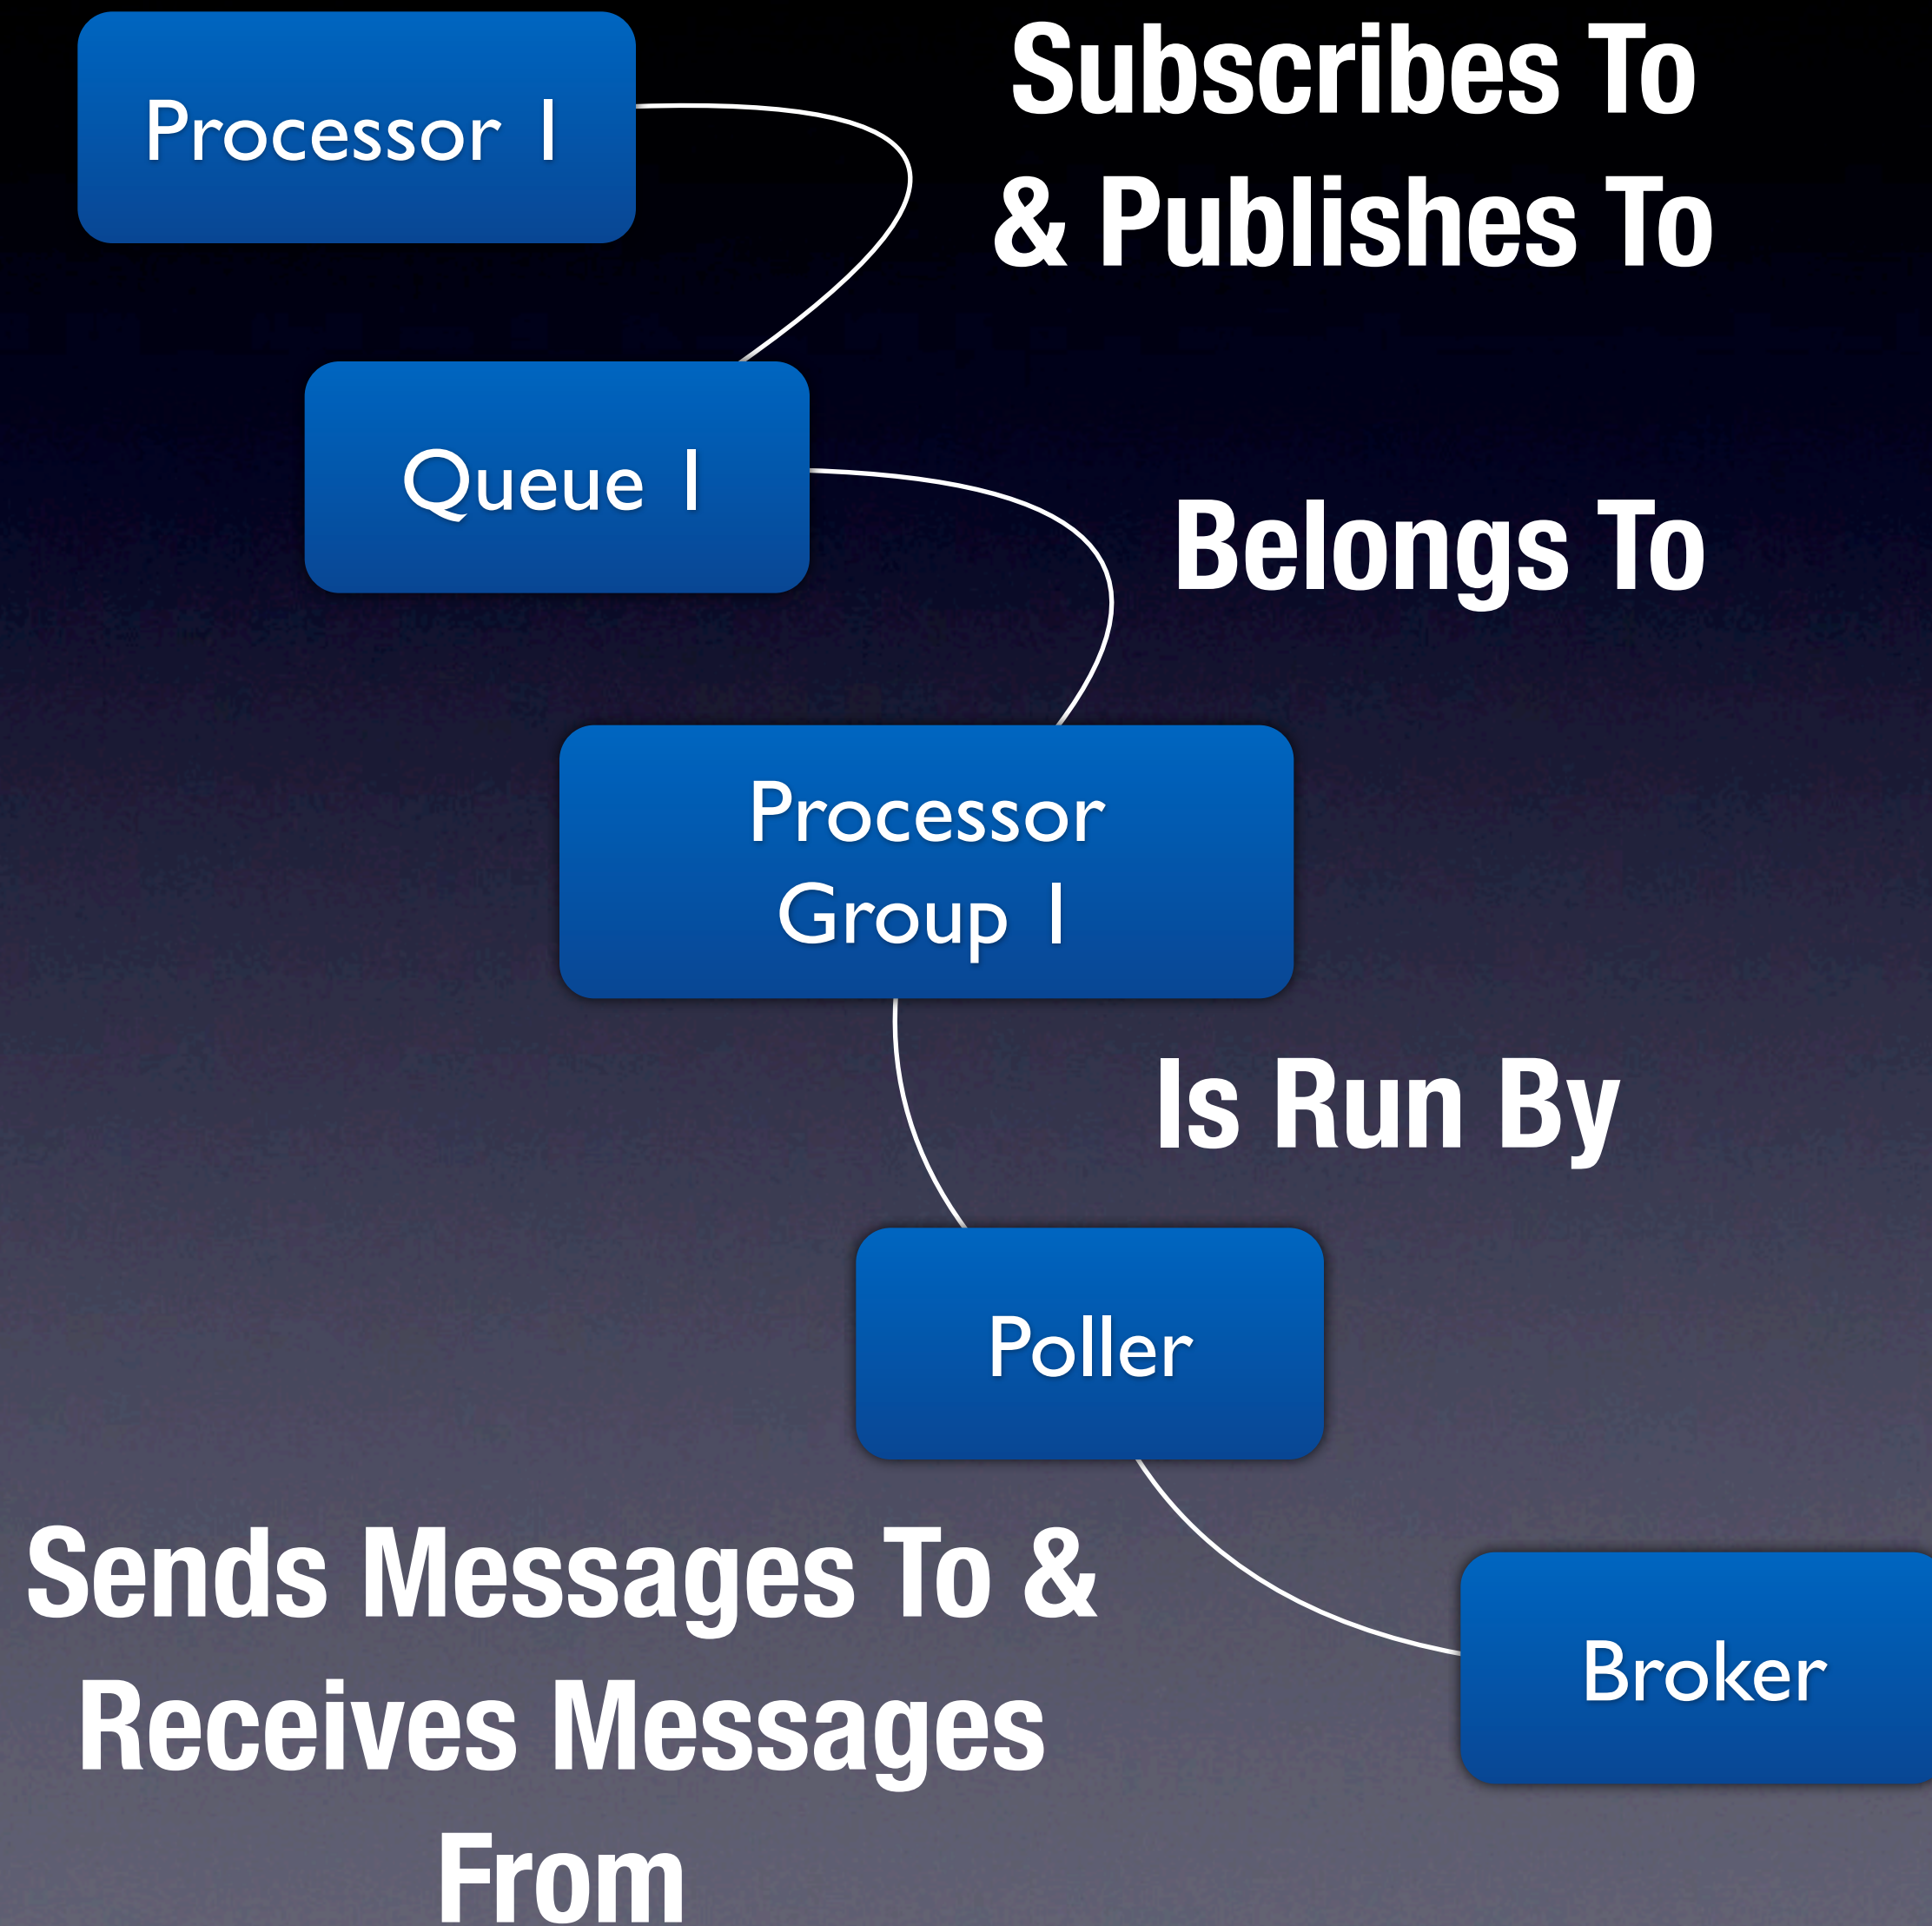 Processor 1
Subscribes To
& Publishes To
Queue 1
Belongs To
Processor
Group 1
Is Run By
Poller
Sends Messages To &
Receives Messages
From
Broker